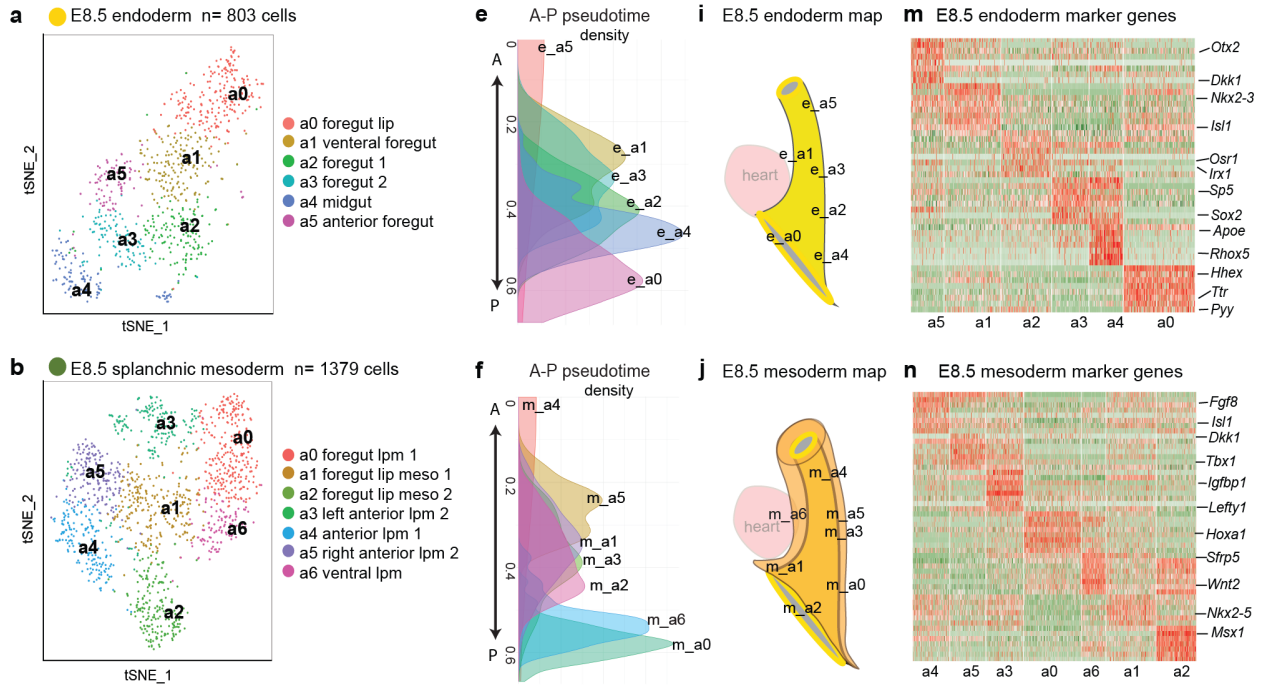 a E8.5 endoderm n= 803 cells
tSNE_2
a0
a1
a5
a2
a3
a4
tSNE_1
a0 foregut lip
a1 venteral foregut
a2 foregut 1
a3 foregut 2
a4 midgut
a5 anterior foregut
e A-P pseudotime
density
A
P
0
0.2
0.4
0.6
e_a5
e_a1
e_a3
e_a2
e_a4
e_a0
i E8.5 endoderm map
e_a5
e_a1
heart
e_a3
e_a2
e_a0
e_a4
m E8.5 endoderm marker genes
Otx2
Dkk1
Nkx2-3
Isl1
Osr1
Irx1
Sp5
Sox2
Apoe
Rhox5
Hhex
Ttr
Pyy
a5 a1 a2 a3 a4 a0
b E8.5 splanchnic mesoderm n= 1379 cells
tSNE_2
a3
a0
a5
a1
a6
a4
a2
tSNE_1
a0 foregut lpm 1
a1 foregut lip meso 1
a2 foregut lip meso 2
a3 left anterior lpm 2
a4 anterior lpm 1
a5 right anterior lpm 2
a6 ventral lpm
f A-P pseudotime
density
A
P
0
0.2
0.4
0.6
m_a4
m_a5
m_a1
m_a3
m_a2
m_a6
m_a0
j E8.5 mesoderm map
m_a4
m_a6
m_a5
heart
m_a3
m_a1
m_a0
m_a2
n E8.5 mesoderm marker genes
Fgf8
Isl1
Dkk1
Tbx1
Igfbp1
Lefty1
Hoxa1
Sfrp5
Wnt2
Nkx2-5
Msx1
a4 a5 a3 a0 a6 a1 a2